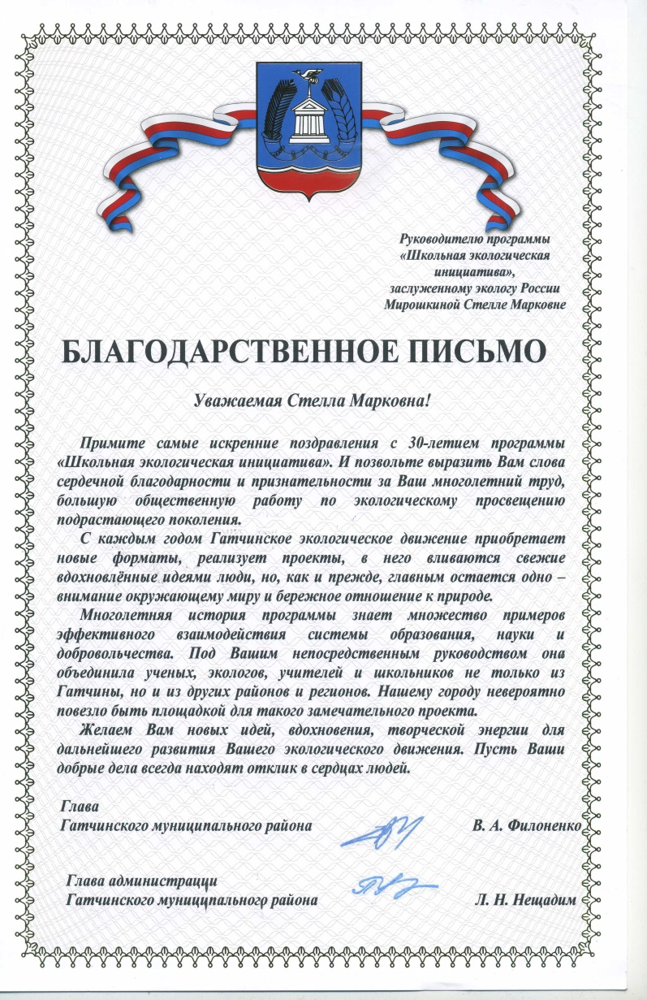 Руководителю программы
«Школьная экологическая
инициатива»,
заслуженному экологу России
Мирошкиной Стелле Марковне
БЛАГОДАРСТВЕННОЕ ПИСЬМО
Уважаемая Стелла Марковна!
Примите самые искренние поздравления с 30-летием программы
«Школьная экологическая инициатива». И позвольте выразить Вам слова
сердечной благодарности и признательности за Ваш многолетний труд,
большую общественную работу по экологическому просвещению
подрастающего поколения.
С каждым годом Гатчинское экологическое движение приобретает
новые форматы, реализует проекты, в него вливаются свежие
вдохновлённые идеями люди, но, как и прежде, главным остается одно –
внимание окружающему миру и бережное отношение к природе.
Многолетняя история программы знает множество примеров
эффективного взаимодействия системы образования, науки и
добровольчества. Под Вашим непосредственным руководством она
объединила ученых, экологов, учителей и школьников не только из
Гатчины, но и из других районов и регионов. Нашему городу невероятно
повезло быть площадкой для такого замечательного проекта.
Желаем Вам новых идей, вдохновения, творческой энергии для
дальнейшего развития Вашего экологического движения. Пусть Ваши
добрые дела всегда находят отклик в сердцах людей.
Глава
Гатчинского муниципального района В. А. Филоненко
Глава администрации
Гатчинского муниципального района Л. Н. Нещадим